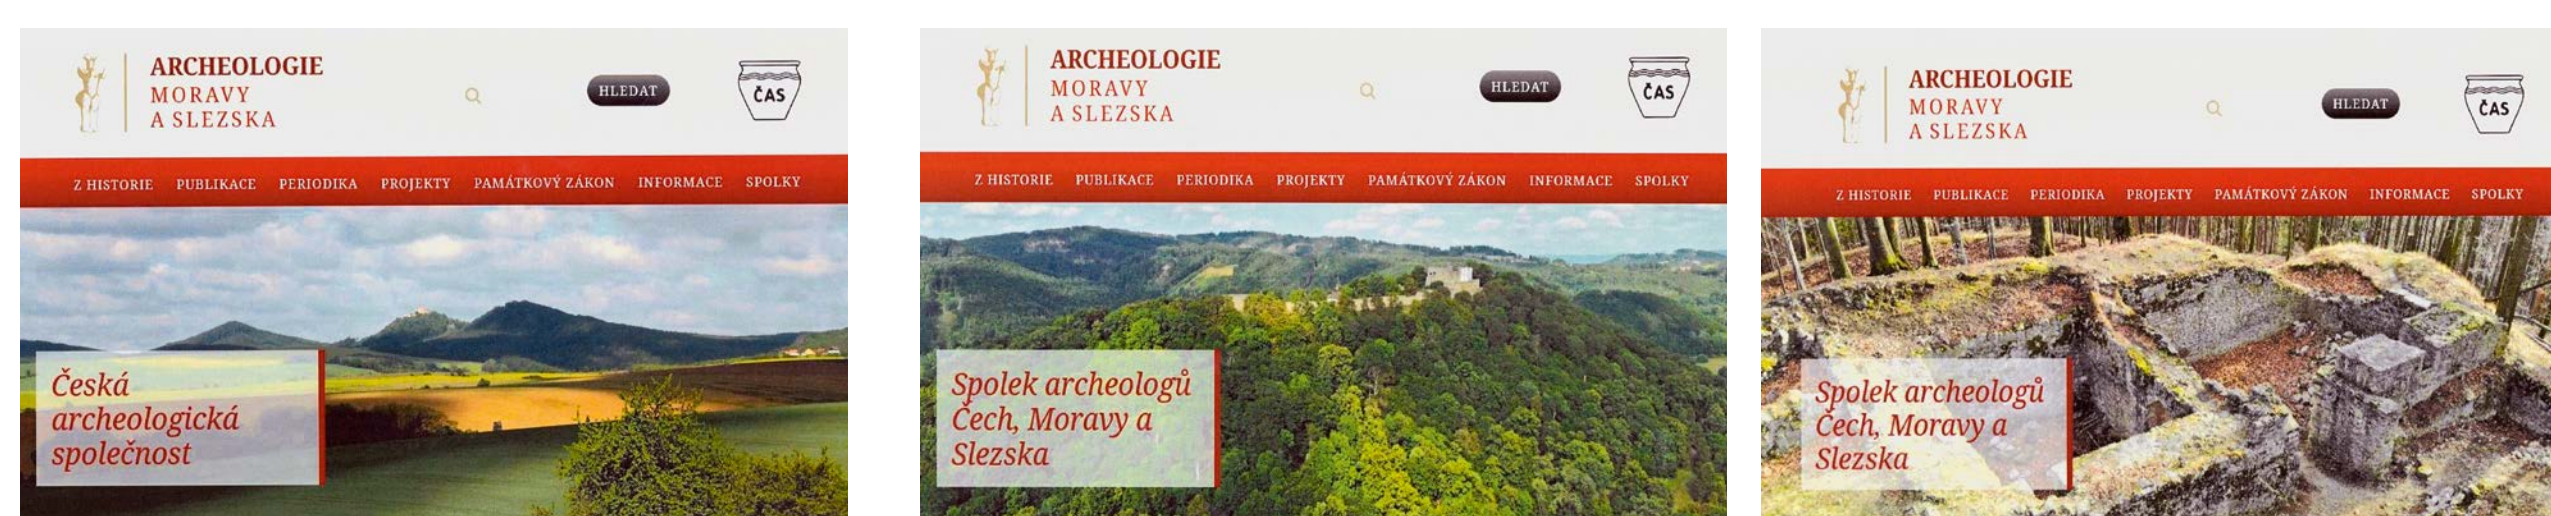 ARCHEOLOGIE
MORAVY
A SLEZSKA
HLEDAT
ČAS
Z HISTORIE PUBLIKACE PERIODIKA PROJEKTY PAMÁTKOVÝ ZÁKON INFORMACE SPOLKY
Česká
archeologická
společnost
ARCHEOLOGIE
MORAVY
A SLEZSKA
HLEDAT
ČAS
Z HISTORIE PUBLIKACE PERIODIKA PROJEKTY PAMÁTKOVÝ ZÁKON INFORMACE SPOLKY
Spolek archeologů
Čech, Moravy a
Slezska
ARCHEOLOGIE
MORAVY
A SLEZSKA
HLEDAT
ČAS
Z HISTORIE PUBLIKACE PERIODIKA PROJEKTY PAMÁTKOVÝ ZÁKON INFORMACE SPOLKY
Spolek archeologů
Čech, Moravy a
Slezska